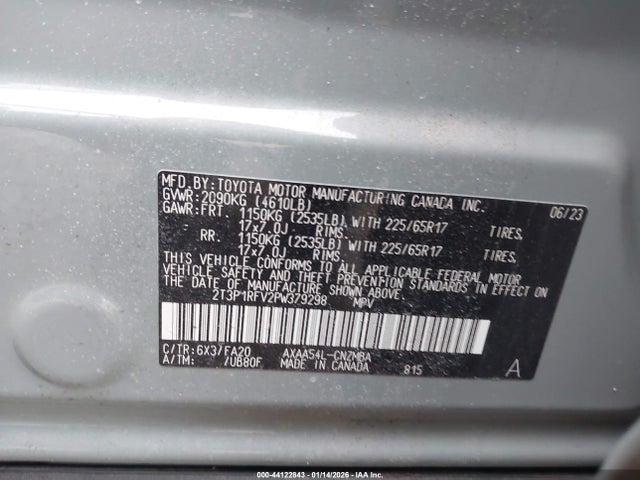 MFD. BY: TOYOTA MOTOR MANUFACTURING CANADA INC. 06/23
GVWR: 2090KG (4610LB)
GAWR: FRT. 1150KG (2535LB) WITH 225/65R17 TIRES,
17x7.0J RIMS,
RR. 1150KG (2535LB) WITH 225/65R17 TIRES,
17x7.0J RIMS,
THIS VEHICLE CONFORMS TO ALL APPLICABLE FEDERAL MOTOR
VEHICLE SAFETY AND THEFT PREVENTION STANDARDS IN EFFECT ON
THE DATE OF MANUFACTURE SHOWN ABOVE.
2T3P1RFV2PW379298 MPV
C/TR: 6X3/FA20 AXAA54L-CNZMBA
A/TM: /UB80F MADE IN CANADA 815 A
000-44122843 - 01/14/2026 - IAA Inc.